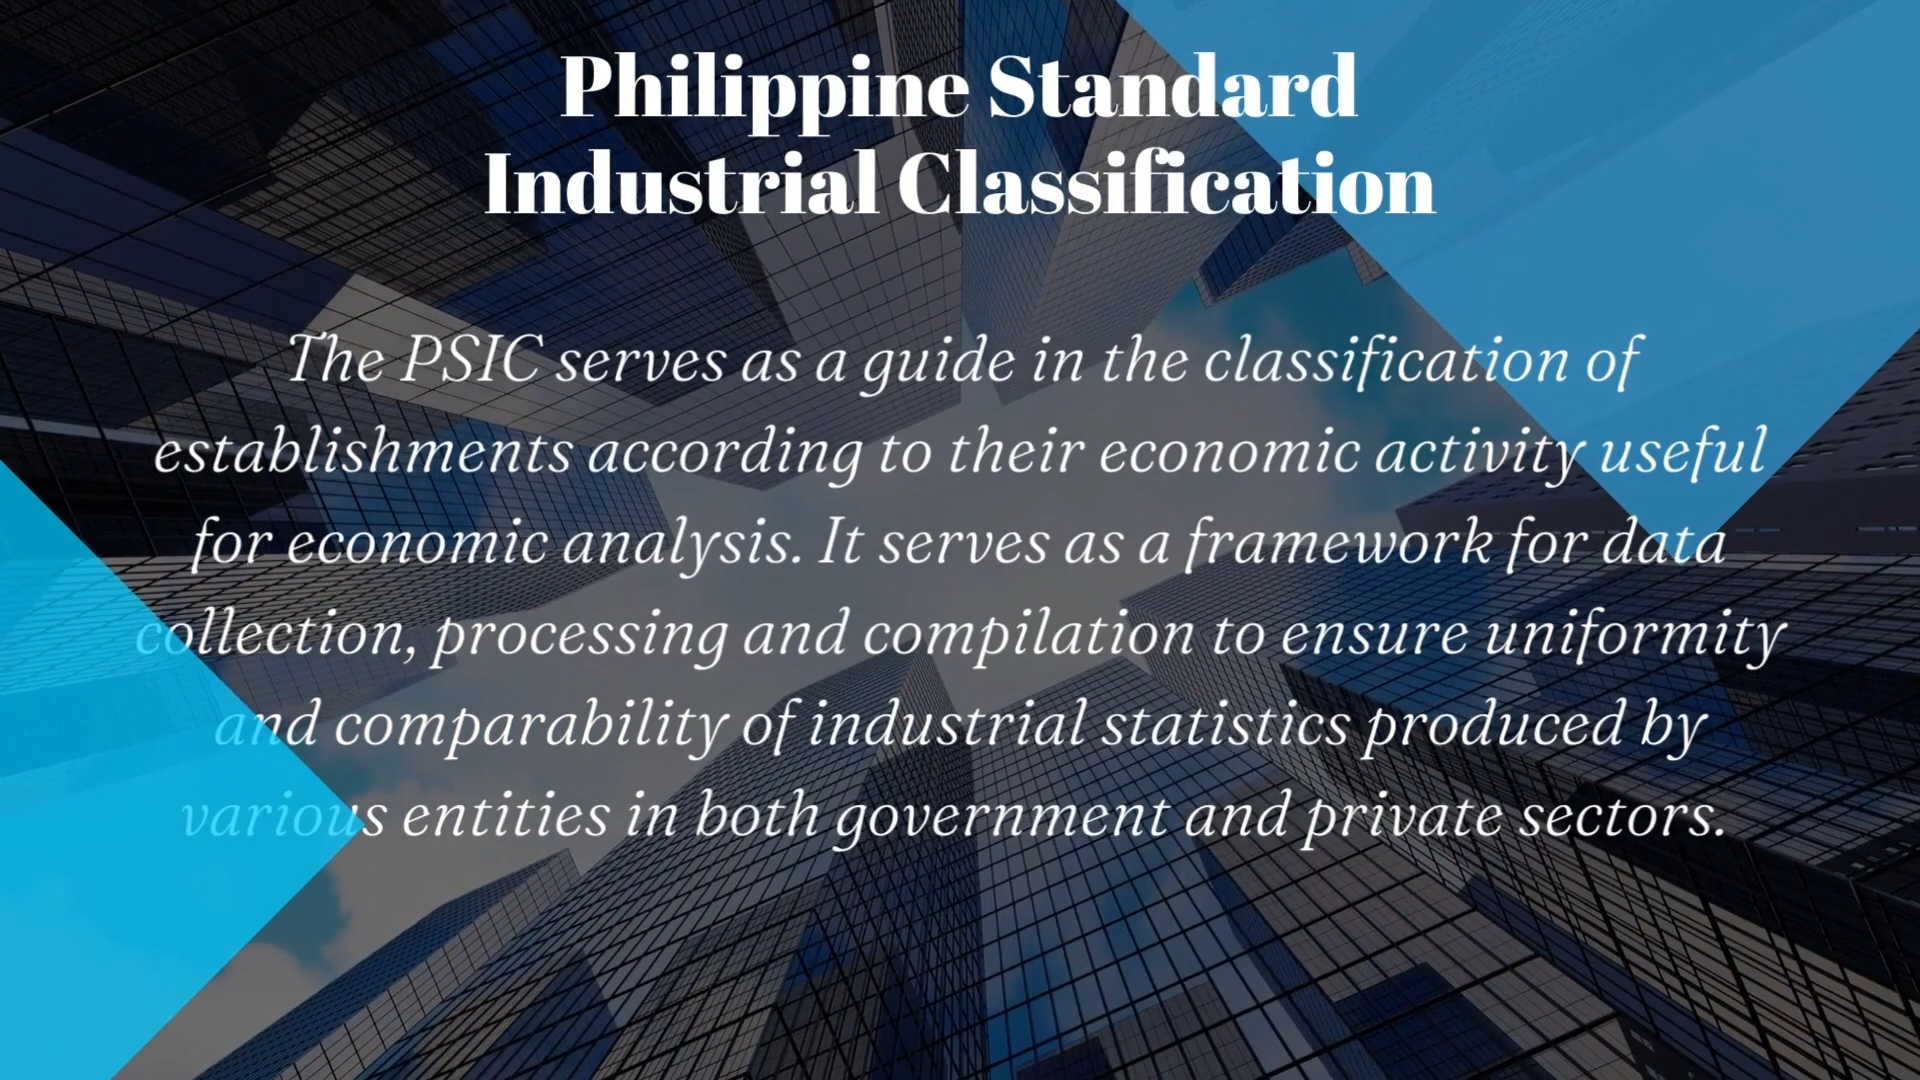 Philippine Standard
Industrial Classification
The PSIC serves as a guide in the classification of
establishments according to their economic activity useful
for economic analysis. It serves as a framework for data
collection, processing and compilation to ensure uniformity
and comparability of industrial statistics produced by
various entities in both government and private sectors.